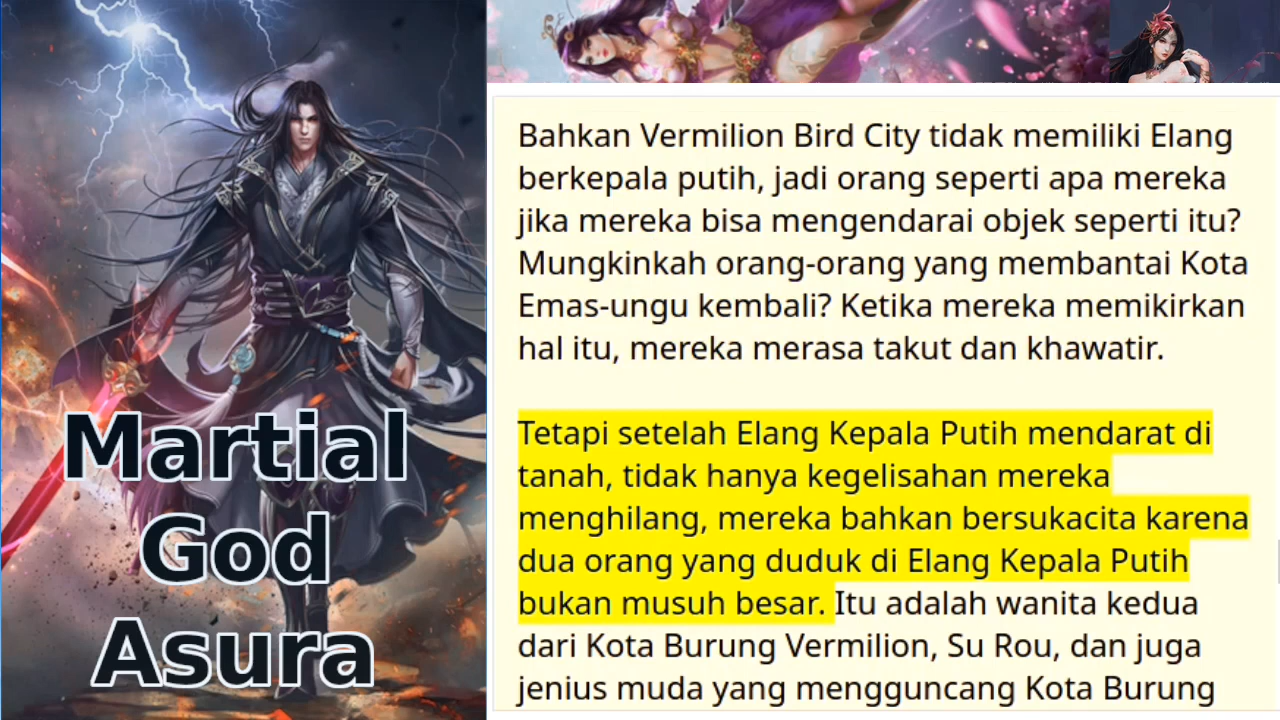 Martial
God
Asura
Bahkan Vermilion Bird City tidak memiliki Elang
berkepala putih, jadi orang seperti apa mereka
jika mereka bisa mengendarai objek seperti itu?
Mungkinkah orang-orang yang membantai Kota
Emas-ungu kembali? Ketika mereka memikirkan
hal itu, mereka merasa takut dan khawatir.
Tetapi setelah Elang Kepala Putih mendarat di
tanah, tidak hanya kegelisahan mereka
menghilang, mereka bahkan bersukacita karena
dua orang yang duduk di Elang Kepala Putih
bukan musuh besar. Itu adalah wanita kedua
dari Kota Burung Vermilion, Su Rou, dan juga
jenius muda yang mengguncang Kota Burung